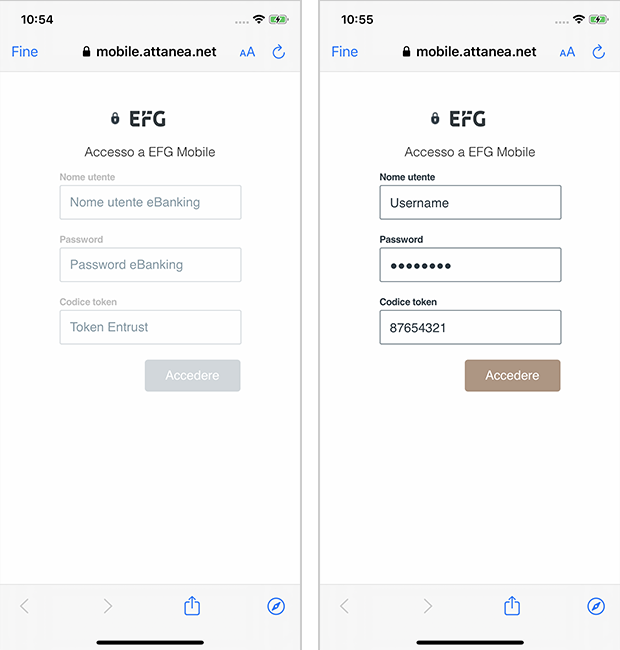 10:54
Fine
mobile.attanea.net
AA
EFG
Accesso a EFG Mobile
Nome utente
Nome utente eBanking
Password
Password eBanking
Codice token
Token Entrust
Accedere
10:55
Fine
mobile.attanea.net
AA
EFG
Accesso a EFG Mobile
Nome utente
Username
Password
●●●●●●●●
Codice token
87654321
Accedere